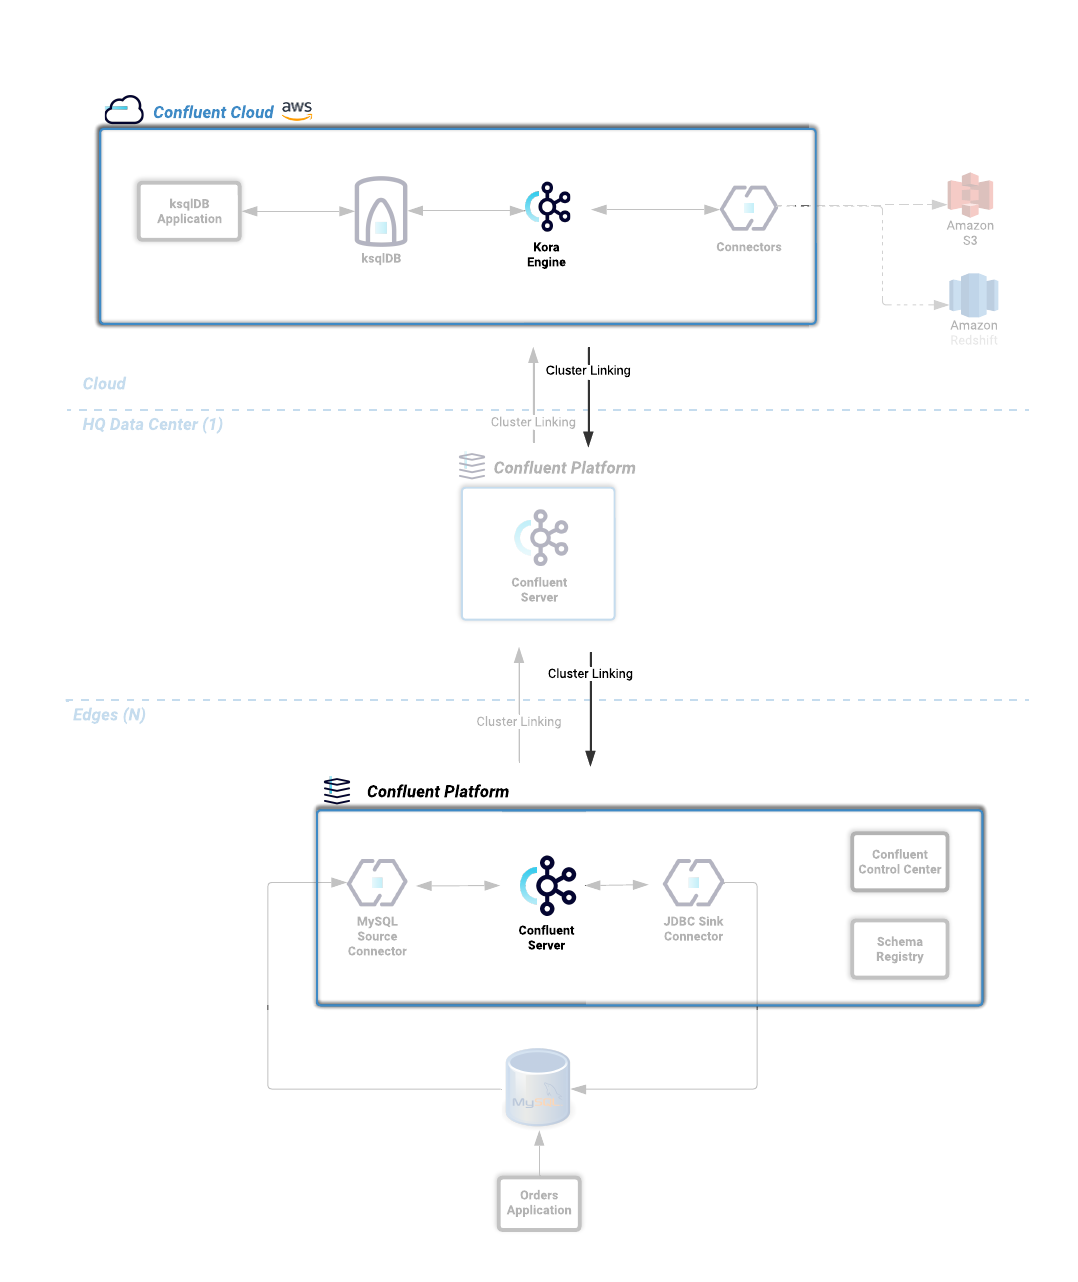 Confluent Cloud aws
ksqlDB
Application
ksqlDB
Kora
Engine
Connectors
Amazon
S3
Amazon
Redshift
Cluster Linking
Cloud
HQ Data Center (1)
Cluster Linking
Confluent Platform
Confluent
Server
Cluster Linking
Edges (N)
Cluster Linking
Confluent Platform
MySQL
Source
Connector
Confluent
Server
JDBC Sink
Connector
Confluent
Control Center
Schema
Registry
MySQL
Orders
Application